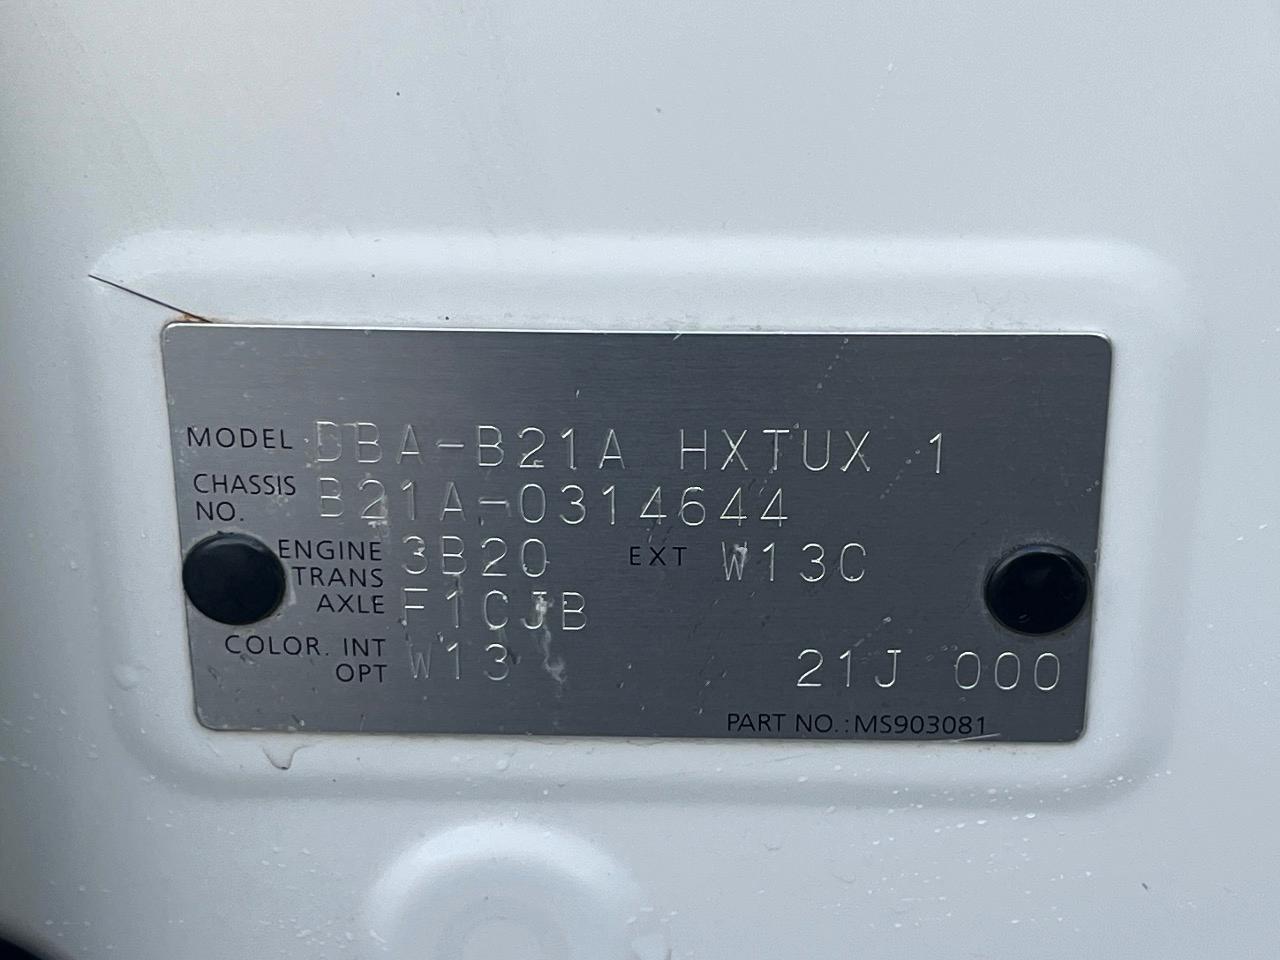 MODEL DBA-B21A HXTUX 1
CHASSIS NO. B21A-0314644
ENGINE 3B20 EXT W13C
TRANS AXLE F1CJB
COLOR. INT OPT W13 21J 000
PART NO.:MS903081